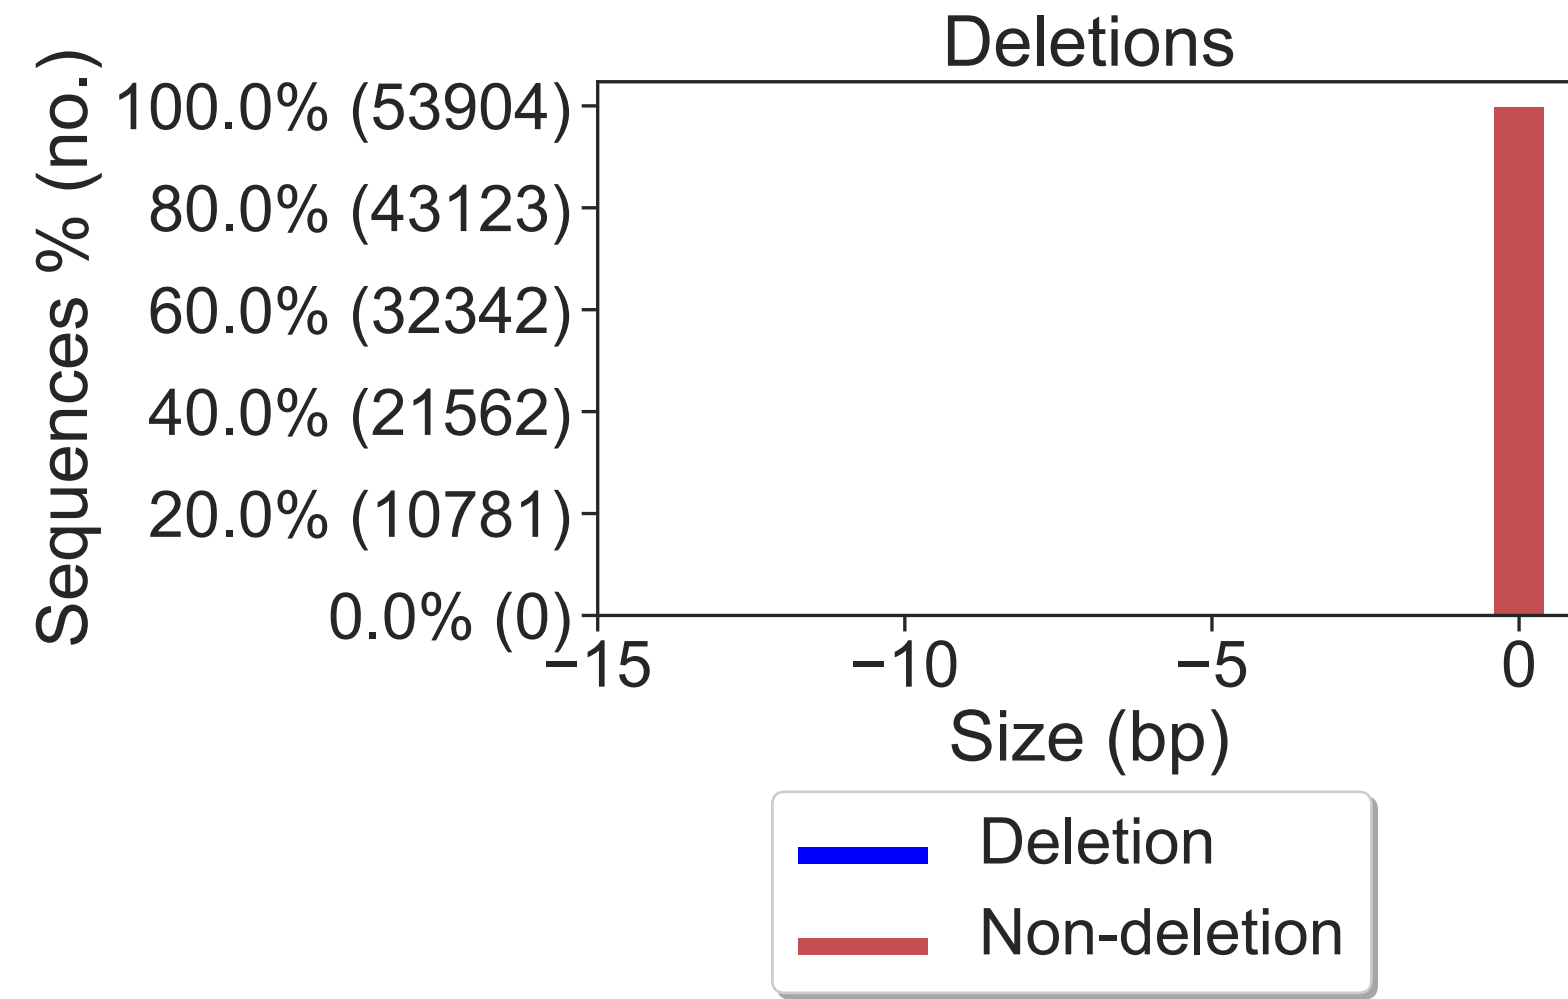 Deletions
Sequences % (no.)
100.0% (53904)
80.0% (43123)
60.0% (32342)
40.0% (21562)
20.0% (10781)
0.0% (0)
−15 −10 −5 0
Size (bp)
Deletion
Non-deletion